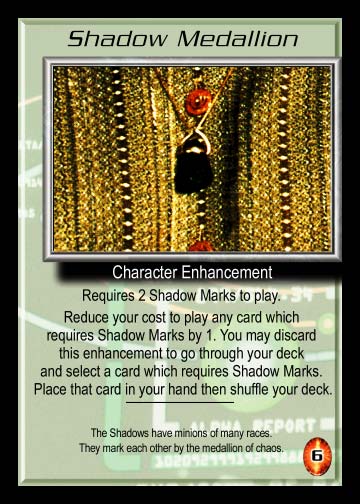 Shadow Medallion
Character Enhancement
Requires 2 Shadow Marks to play.
Reduce your cost to play any card which
requires Shadow Marks by 1. You may discard
this enhancement to go through your deck
and select a card which requires Shadow Marks.
Place that card in your hand then shuffle your deck.
ALPHA REPORT
The Shadows have minions of many races.
They mark each other by the medallion of chaos.
6